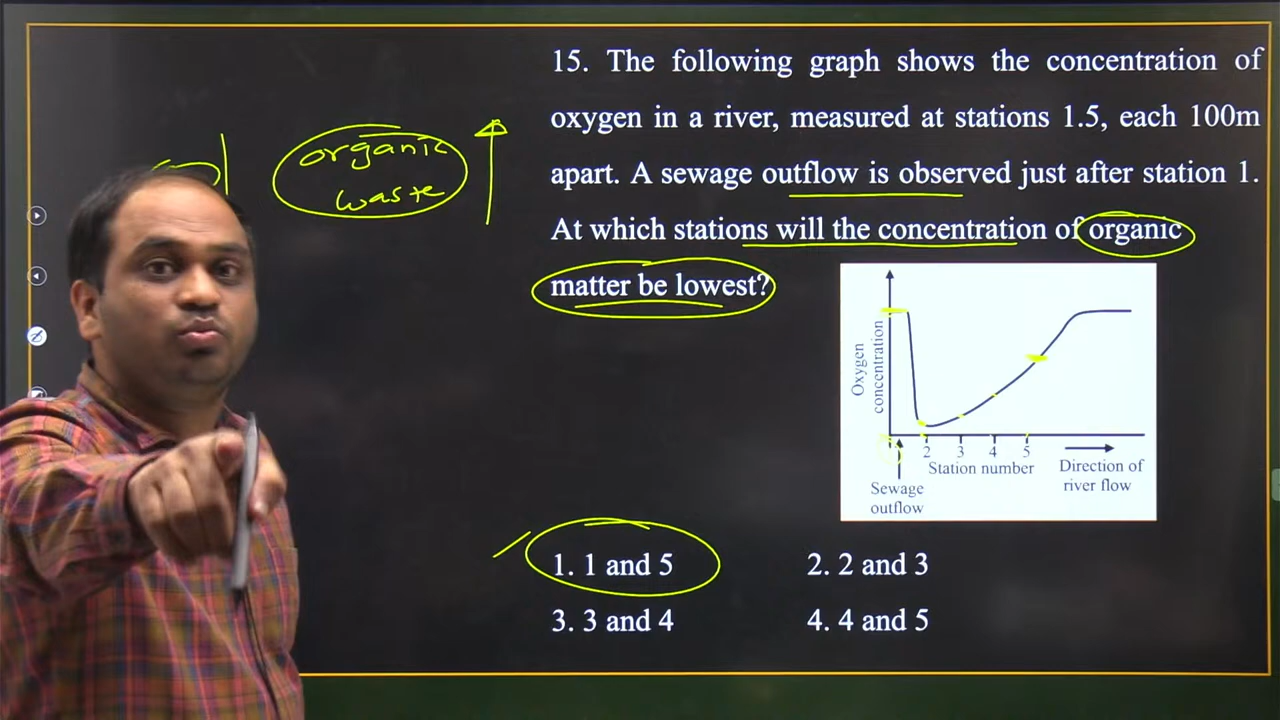 organic
waste
15. The following graph shows the concentration of
oxygen in a river, measured at stations 1.5, each 100m
apart. A sewage outflow is observed just after station 1.
At which stations will the concentration of organic
matter be lowest?
Oxygen
concentration
2 3 4 5
Station number
Direction of
river flow
Sewage
outflow
1. 1 and 5
2. 2 and 3
3. 3 and 4
4. 4 and 5